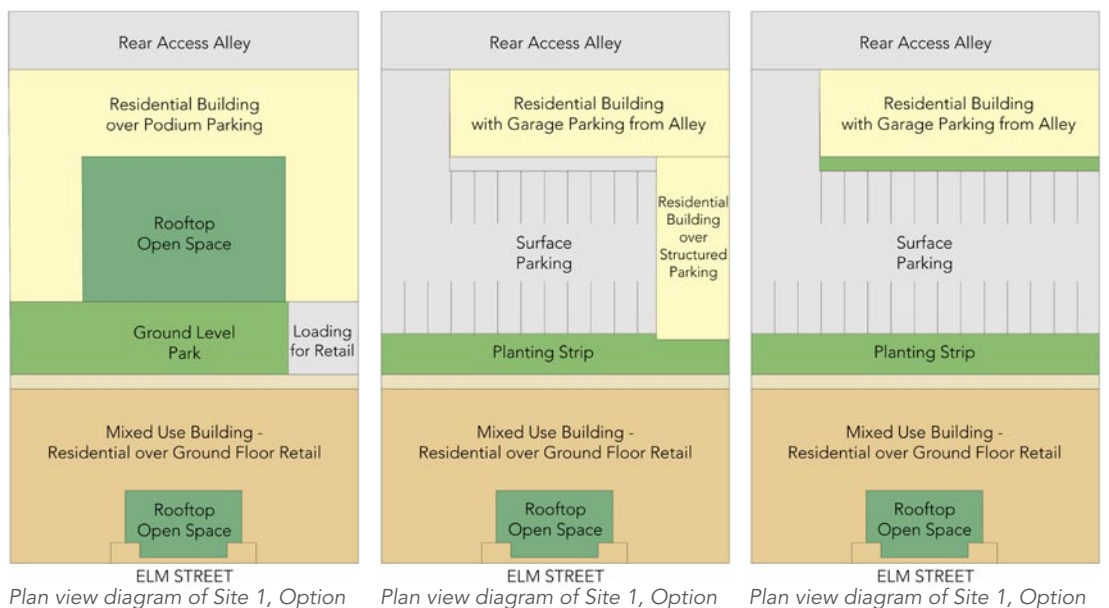 Rear Access Alley
Residential Building
over Podium Parking
Rooftop
Open Space
Ground Level
Park
Loading
for Retail
Mixed Use Building -
Residential over Ground Floor Retail
Rooftop
Open Space
ELM STREET
Plan view diagram of Site 1, Option
Rear Access Alley
Residential Building
with Garage Parking from Alley
Residential
Building
over
Structured
Parking
Surface
Parking
Planting Strip
Mixed Use Building -
Residential over Ground Floor Retail
Rooftop
Open Space
ELM STREET
Plan view diagram of Site 1, Option
Rear Access Alley
Residential Building
with Garage Parking from Alley
Surface
Parking
Planting Strip
Mixed Use Building -
Residential over Ground Floor Retail
Rooftop
Open Space
ELM STREET
Plan view diagram of Site 1, Option